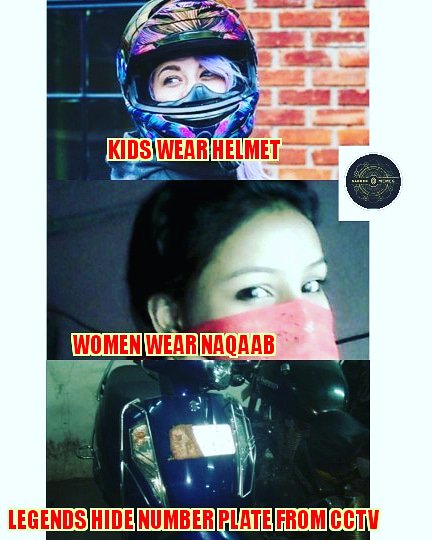 KIDS WEAR HELMET
WOMEN WEAR NAQAAB
LEGENDS HIDE NUMBER PLATE FROM CCTV